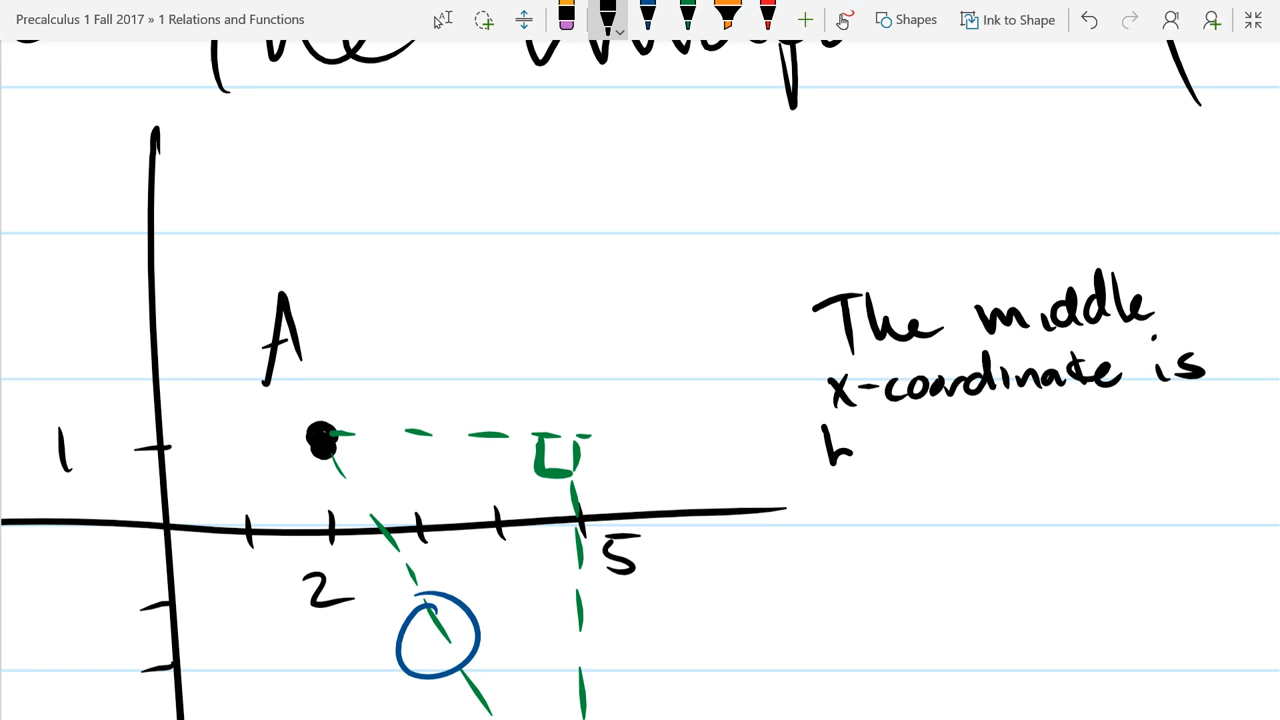 Precalculus 1 Fall 2017 » 1 Relations and Functions
Shapes
Ink to Shape
The
A
The middle
x-coordinate is
1
5
2